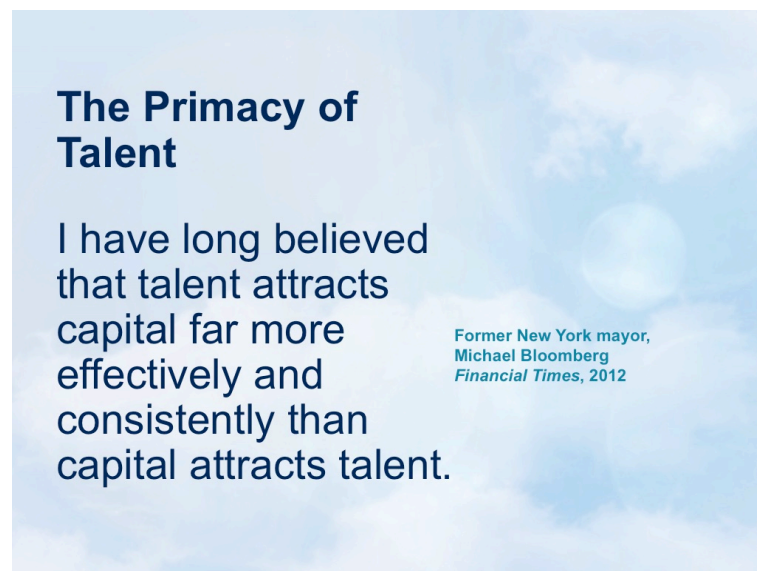 The Primacy of
Talent
I have long believed
that talent attracts
capital far more
effectively and
consistently than
capital attracts talent.
Former New York mayor,
Michael Bloomberg
Financial Times, 2012